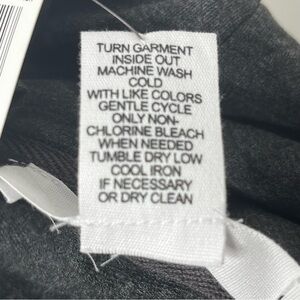 TURN GARMENT
INSIDE OUT
MACHINE WASH
COLD
WITH LIKE COLORS
GENTLE CYCLE
ONLY NON-
CHLORINE BLEACH
WHEN NEEDED
TUMBLE DRY LOW
COOL IRON
IF NECESSARY
OR DRY CLEAN